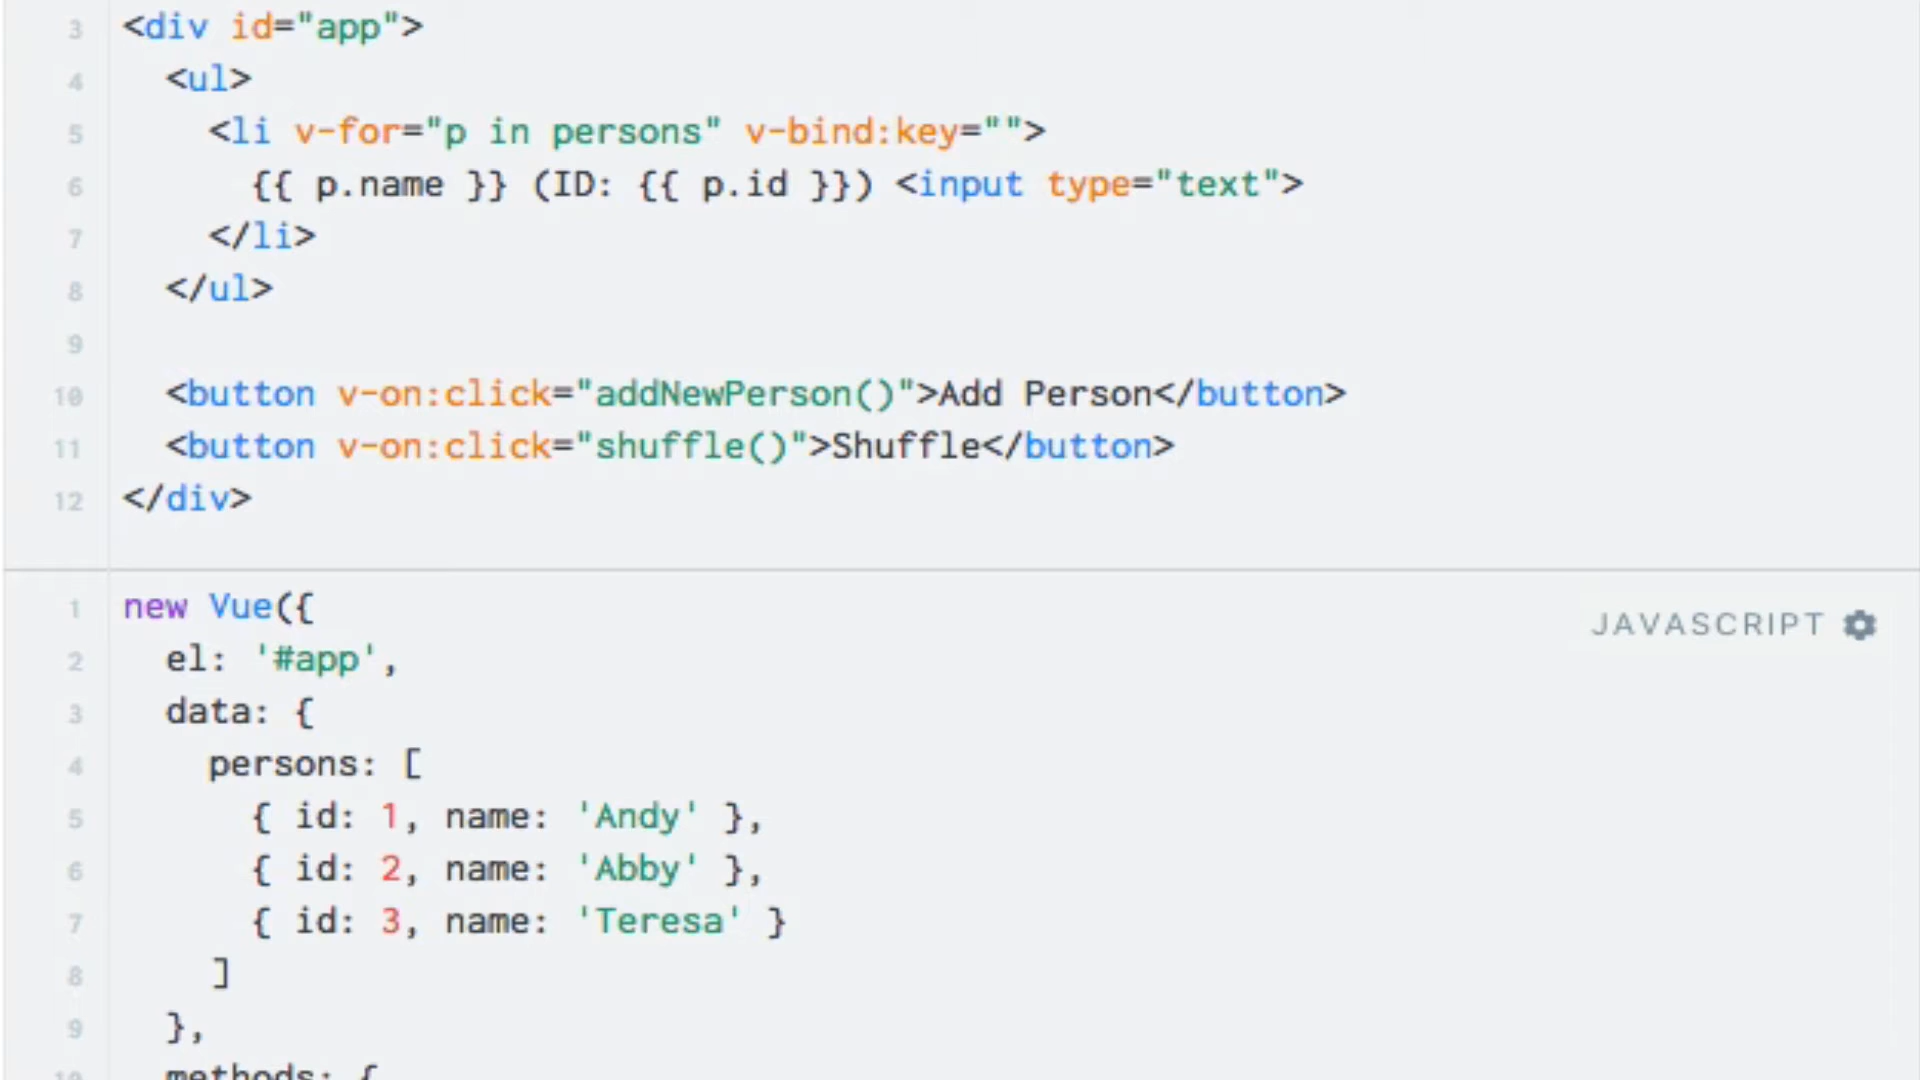 3 <div id="app">
4 <ul>
5 <li v-for="p in persons" v-bind:key="">
6 {{ p.name }} (ID: {{ p.id }}) <input type="text">
7 </li>
8 </ul>
9
10 <button v-on:click="addNewPerson()">Add Person</button>
11 <button v-on:click="shuffle()">Shuffle</button>
12 </div>
JAVASCRIPT
1 new Vue({
2 el: '#app',
3 data: {
4 persons: [
5 { id: 1, name: 'Andy' },
6 { id: 2, name: 'Abby' },
7 { id: 3, name: 'Teresa' }
8 ]
9 },
10 methods: {